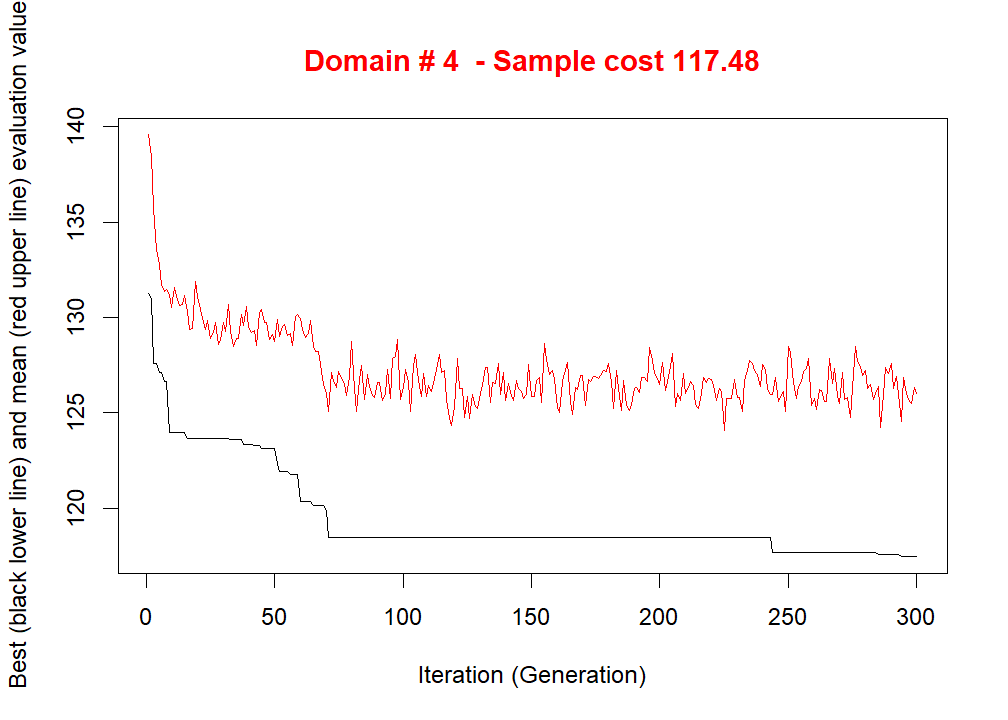 Domain # 4  - Sample cost 117.48
Best (black lower line) and mean (red upper line) evaluation value
140
135
130
125
120
0 50 100 150 200 250 300
Iteration (Generation)